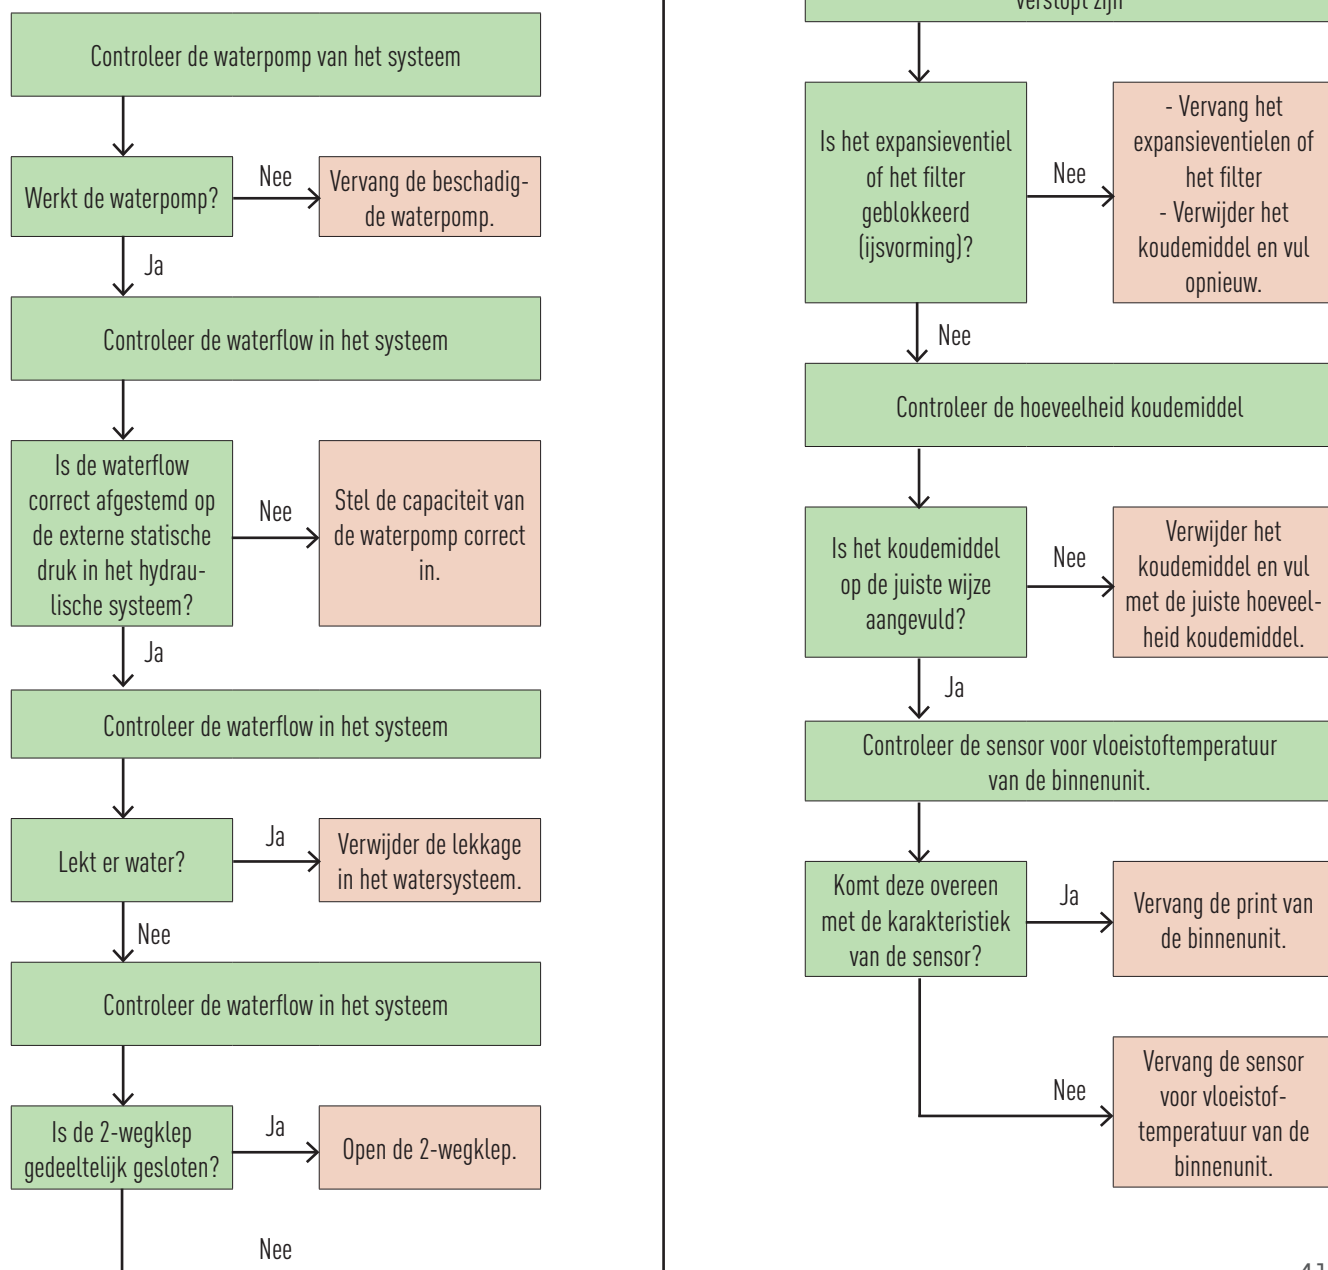 Controleer de waterpomp van het systeem
Werkt de waterpomp?
Nee
Vervang de beschadig-
de waterpomp.
Ja
Controleer de waterflow in het systeem
Is de waterflow
correct afgestemd op
de externe statische
druk in het hydrau-
lische systeem?
Nee
Stel de capaciteit van
de waterpomp correct
in.
Ja
Controleer de waterflow in het systeem
Lekt er water?
Ja
Verwijder de lekkage
in het watersysteem.
Nee
Controleer de waterflow in het systeem
Is de 2-wegklep
gedeeltelijk gesloten?
Ja
Open de 2-wegklep.
Nee
verstopt zijn
Is het expansieventiel
of het filter
geblokkeerd
(ijsvorming)?
Nee
- Vervang het
expansieventielen of
het filter
- Verwijder het
koudemiddel en vul
opnieuw.
Nee
Controleer de hoeveelheid koudemiddel
Is het koudemiddel
op de juiste wijze
aangevuld?
Nee
Verwijder het
koudemiddel en vul
met de juiste hoeveel-
heid koudemiddel.
Ja
Controleer de sensor voor vloeistoftemperatuur
van de binnenunit.
Komt deze overeen
met de karakteristiek
van de sensor?
Ja
Vervang de print van
de binnenunit.
Nee
Vervang de sensor
voor vloeistof-
temperatuur van de
binnenunit.
41